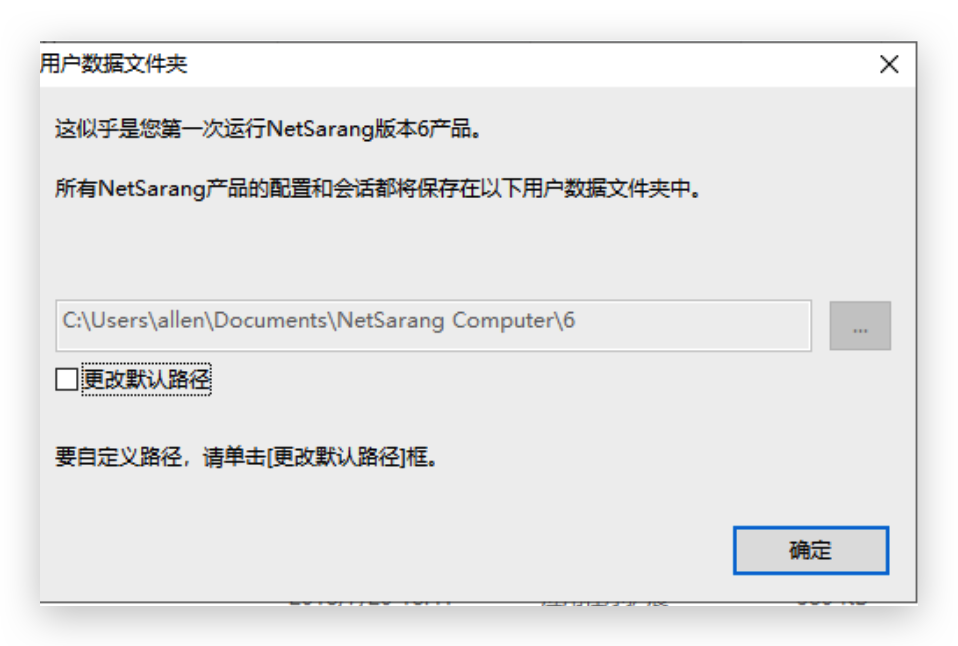 用户数据文件夹
这似乎是您第一次运行NetSarang版本6产品。
所有NetSarang产品的配置和会话都将保存在以下用户数据文件夹中。
C:\Users\allen\Documents\NetSarang Computer\6
...
更改默认路径
要自定义路径，请单击[更改默认路径]框。
确定